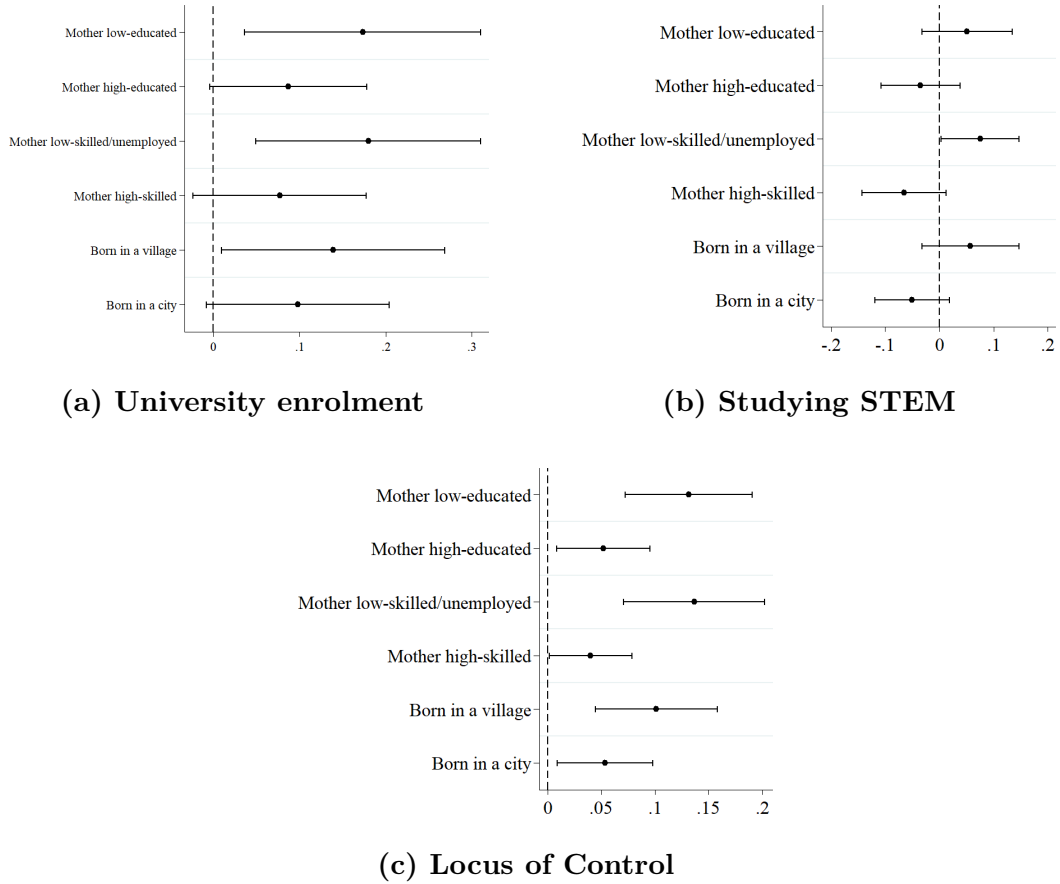 Mother low-educated
Mother high-educated
Mother low-skilled/unemployed
Mother high-skilled
Born in a village
Born in a city
0 .1 .2 .3
(a) University enrolment
Mother low-educated
Mother high-educated
Mother low-skilled/unemployed
Mother high-skilled
Born in a village
Born in a city
-.2 -.1 0 .1 .2
(b) Studying STEM
Mother low-educated
Mother high-educated
Mother low-skilled/unemployed
Mother high-skilled
Born in a village
Born in a city
0 .05 .1 .15 .2
(c) Locus of Control